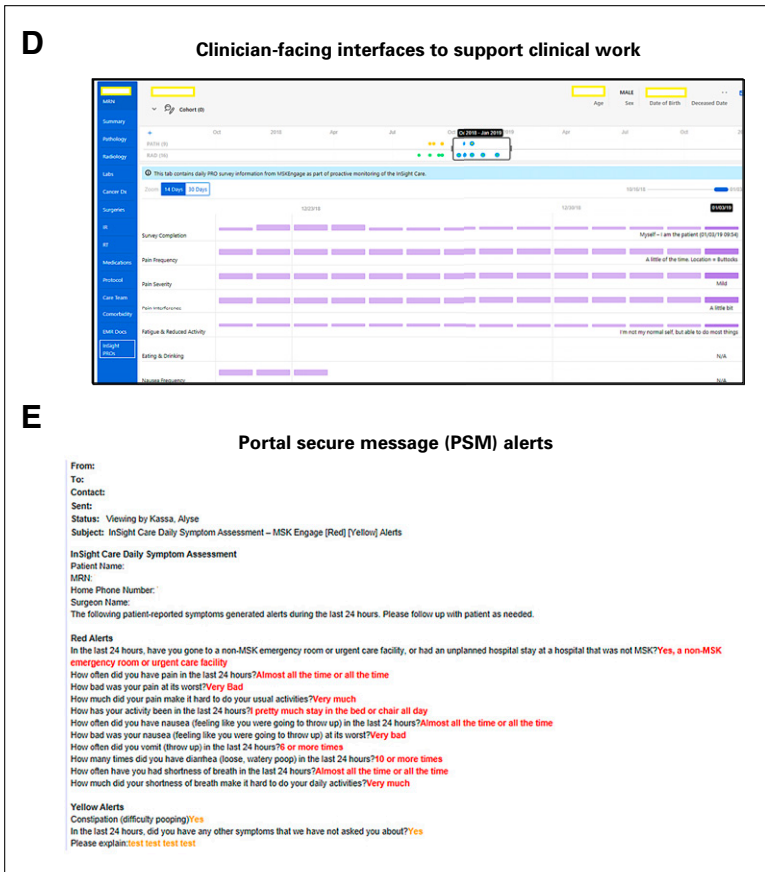 D
Clinician-facing interfaces to support clinical work
MRN
Cohort (0)
Age
MALE
Sex
Date of Birth
Deceased Date
Summary
Pathology
Radiology
Labs
Cancer Dx
Surgeries
IR
RT
Medications
Protocol
Care Team
Comorbidity
EMR Docs
InSight
PROs
Oct 2018 Apr Jul Oct Apr Jul Oct
PATH (9)
RAD (16)
This tab contains daily PRO survey information from MSKEngage as part of proactive monitoring of the InSight Care.
Zoom 14 Days 30 Days
12/23/18 12/30/18 01/03/19
Survey Completion Myself – I am the patient (01/03/19 09:54)
Pain Frequency A little of the time. Location = Buttocks
Pain Severity Mild
Pain Interference A little bit
Fatigue & Reduced Activity I'm not my normal self, but able to do most things
Eating & Drinking N/A
Nausea Frequency N/A
E
Portal secure message (PSM) alerts
From:
To:
Contact:
Sent:
Status: Viewing by Kassa, Alyse
Subject: InSight Care Daily Symptom Assessment – MSK Engage [Red] [Yellow] Alerts
InSight Care Daily Symptom Assessment
Patient Name:
MRN:
Home Phone Number:
Surgeon Name:
The following patient-reported symptoms generated alerts during the last 24 hours. Please follow up with patient as needed.
Red Alerts
In the last 24 hours, have you gone to a non-MSK emergency room or urgent care facility, or had an unplanned hospital stay at a hospital that was not MSK?Yes, a non-MSK
emergency room or urgent care facility
How often did you have pain in the last 24 hours?Almost all the time or all the time
How bad was your pain at its worst?Very Bad
How much did your pain make it hard to do your usual activities?Very much
How has your activity been in the last 24 hours?I pretty much stay in the bed or chair all day
How often did you have nausea (feeling like you were going to throw up) in the last 24 hours?Almost all the time or all the time
How bad was your nausea (feeling like you were going to throw up) at its worst?Very bad
How often did you vomit (throw up) in the last 24 hours?6 or more times
How many times did you have diarrhea (loose, watery poop) in the last 24 hours?10 or more times
How often have you had shortness of breath in the last 24 hours?Almost all the time or all the time
How much did your shortness of breath make it hard to do your daily activities?Very much
Yellow Alerts
Constipation (difficulty pooping)Yes
In the last 24 hours, did you have any other symptoms that we have not asked you about?Yes
Please explain:test test test test